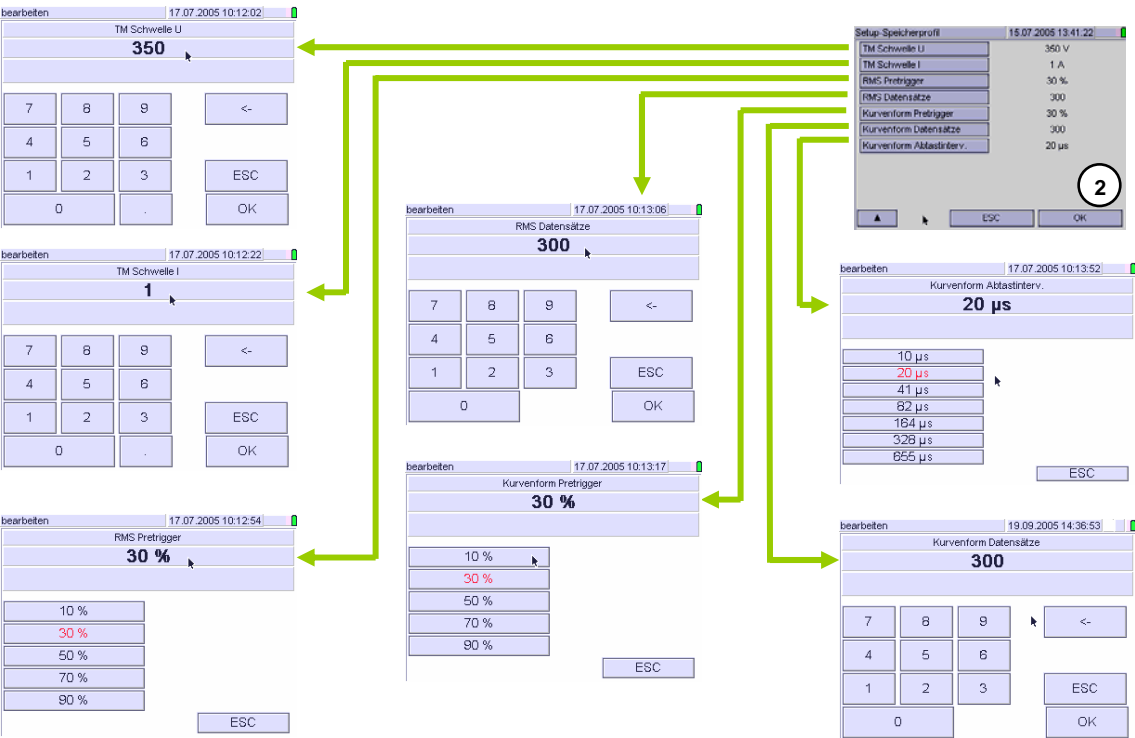 bearbeiten 17.07.2005 10:12:02
TM Schwelle U
350
7 8 9 <-
4 5 6
1 2 3 ESC
0 . OK
bearbeiten 17.07.2005 10:12:22
TM Schwelle I
1
7 8 9 <-
4 5 6
1 2 3 ESC
0 . OK
bearbeiten 17.07.2005 10:12:54
RMS Pretrigger
30 %
10 %
30 %
50 %
70 %
90 %
ESC
bearbeiten 17.07.2005 10:13:06
RMS Datensätze
300
7 8 9 <-
4 5 6
1 2 3 ESC
0 OK
bearbeiten 17.07.2005 10:13:17
Kurvenform Pretrigger
30 %
10 %
30 %
50 %
70 %
90 %
ESC
Setup-Speicherprofil 15.07.2005 13:41:22
TM Schwelle U 350 V
TM Schwelle I 1 A
RMS Pretrigger 30 %
RMS Datensätze 300
Kurvenform Pretrigger 30 %
Kurvenform Datensätze 300
Kurvenform Abtastinterv. 20 µs
2
▲ ESC OK
bearbeiten 17.07.2005 10:13:52
Kurvenform Abtastinterv.
20 µs
10 µs
20 µs
41 µs
82 µs
164 µs
328 µs
655 µs
ESC
bearbeiten 19.09.2005 14:36:53
Kurvenform Datensätze
300
7 8 9 <-
4 5 6
1 2 3 ESC
0 OK